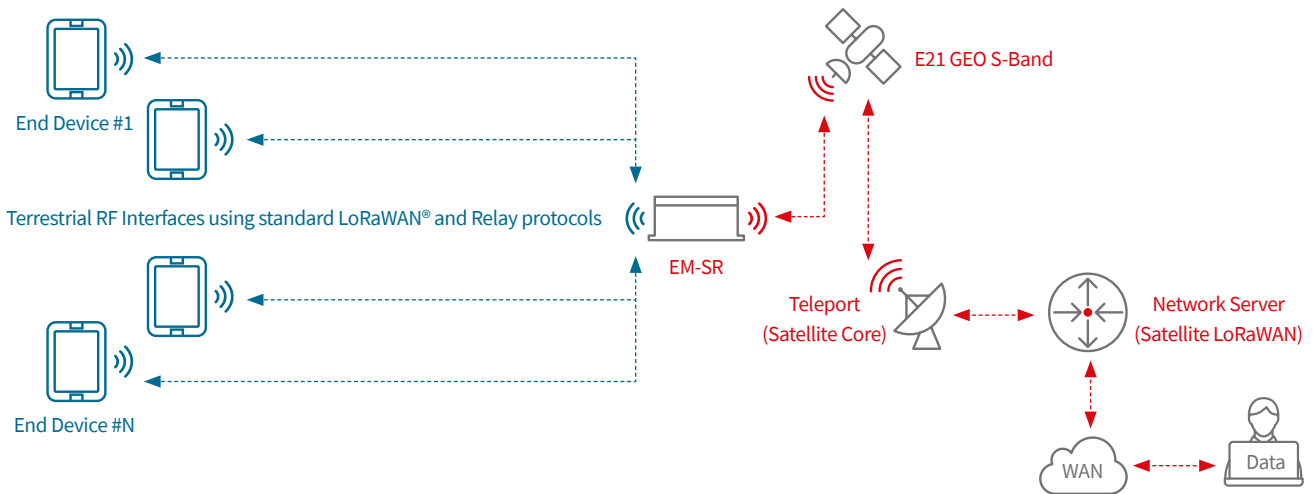 E21 GEO S-Band
End Device #1
Terrestrial RF Interfaces using standard LoRaWAN® and Relay protocols
EM-SR
Teleport
(Satellite Core)
Network Server
(Satellite LoRaWAN)
End Device #N
WAN
Data